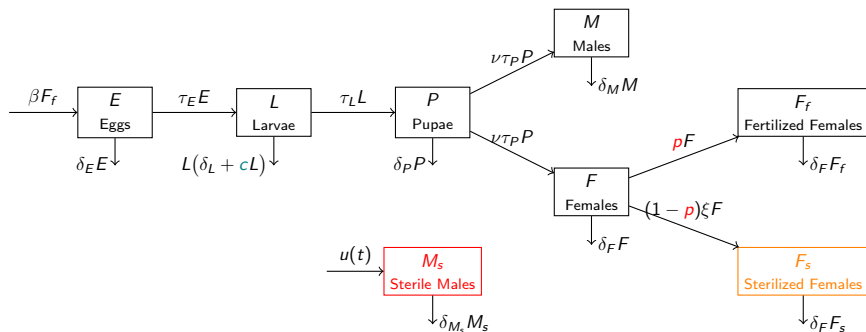 M
Males
ντ_P P
δ_M M
βF_f
E
Eggs
τ_E E
L
Larvae
τ_L L
P
Pupae
F_f
Fertilized Females
δ_E E
L(δ_L + cL)
δ_P P
ντ_P P
pF
δ_F F_f
F
Females
(1 − p)ξF
δ_F F
u(t)
M_s
Sterile Males
F_s
Sterilized Females
δ_{M_s} M_s
δ_F F_s